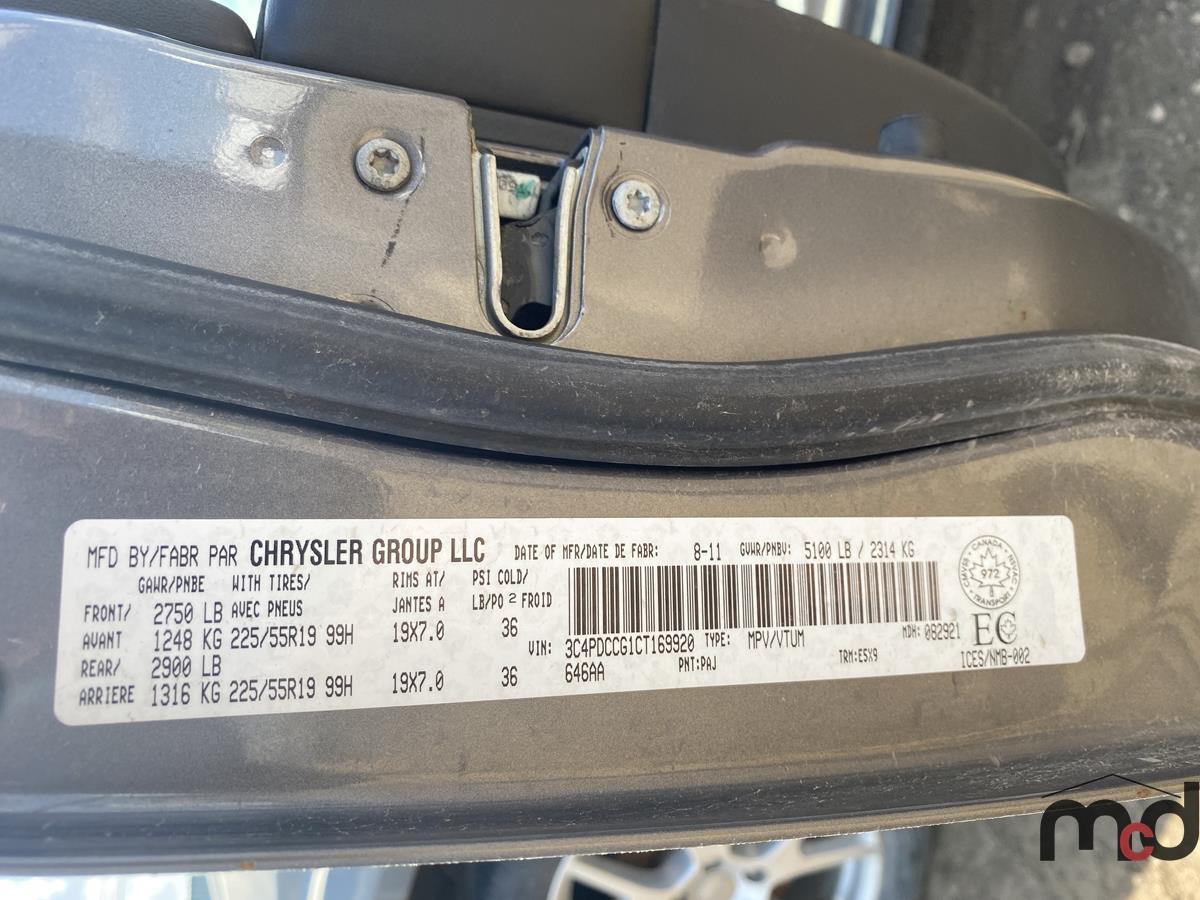 MFD BY/FABR PAR CHRYSLER GROUP LLC DATE OF MFR/DATE DE FABR: 8-11 GVWR/PNBV: 5100 LB / 2314 KG
GAWR/PNBE WITH TIRES/ RIMS AT/ PSI COLD/
FRONT/ 2750 LB AVEC PNEUS JANTES A LB/PO 2 FROID
AVANT 1248 KG 225/55R19 99H 19X7.0 36
REAR/ 2900 LB
ARRIERE 1316 KG 225/55R19 99H 19X7.0 36
VIN: 3C4PDCCG1CT169920 TYPE: MPV/VTUM MDH: 082921
646AA PNT:PAJ TRM:E5X9
CANADA
CMVSS NSVAC
972
TRANSPORT
EC
ICES/NMB-002
mcd